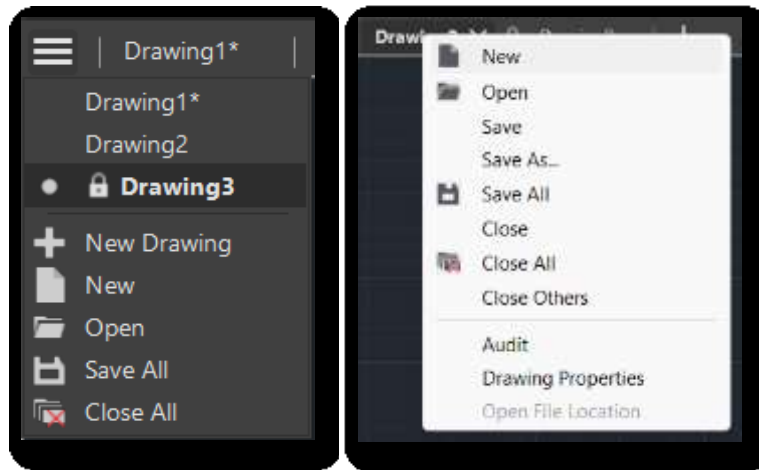 Drawing1*
Drawing1*
Drawing2
Drawing3
New Drawing
New
Open
Save All
Close All
New
Open
Save
Save As...
Save All
Close
Close All
Close Others
Audit
Drawing Properties
Open File Location